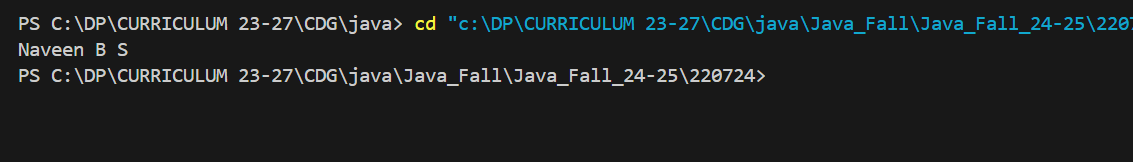 PS C:\DP\CURRICULUM 23-27\CDG\java> cd "c:\DP\CURRICULUM 23-27\CDG\java\Java_Fall\Java_Fall_24-25\2207
Naveen B S
PS C:\DP\CURRICULUM 23-27\CDG\java\Java_Fall\Java_Fall_24-25\220724>